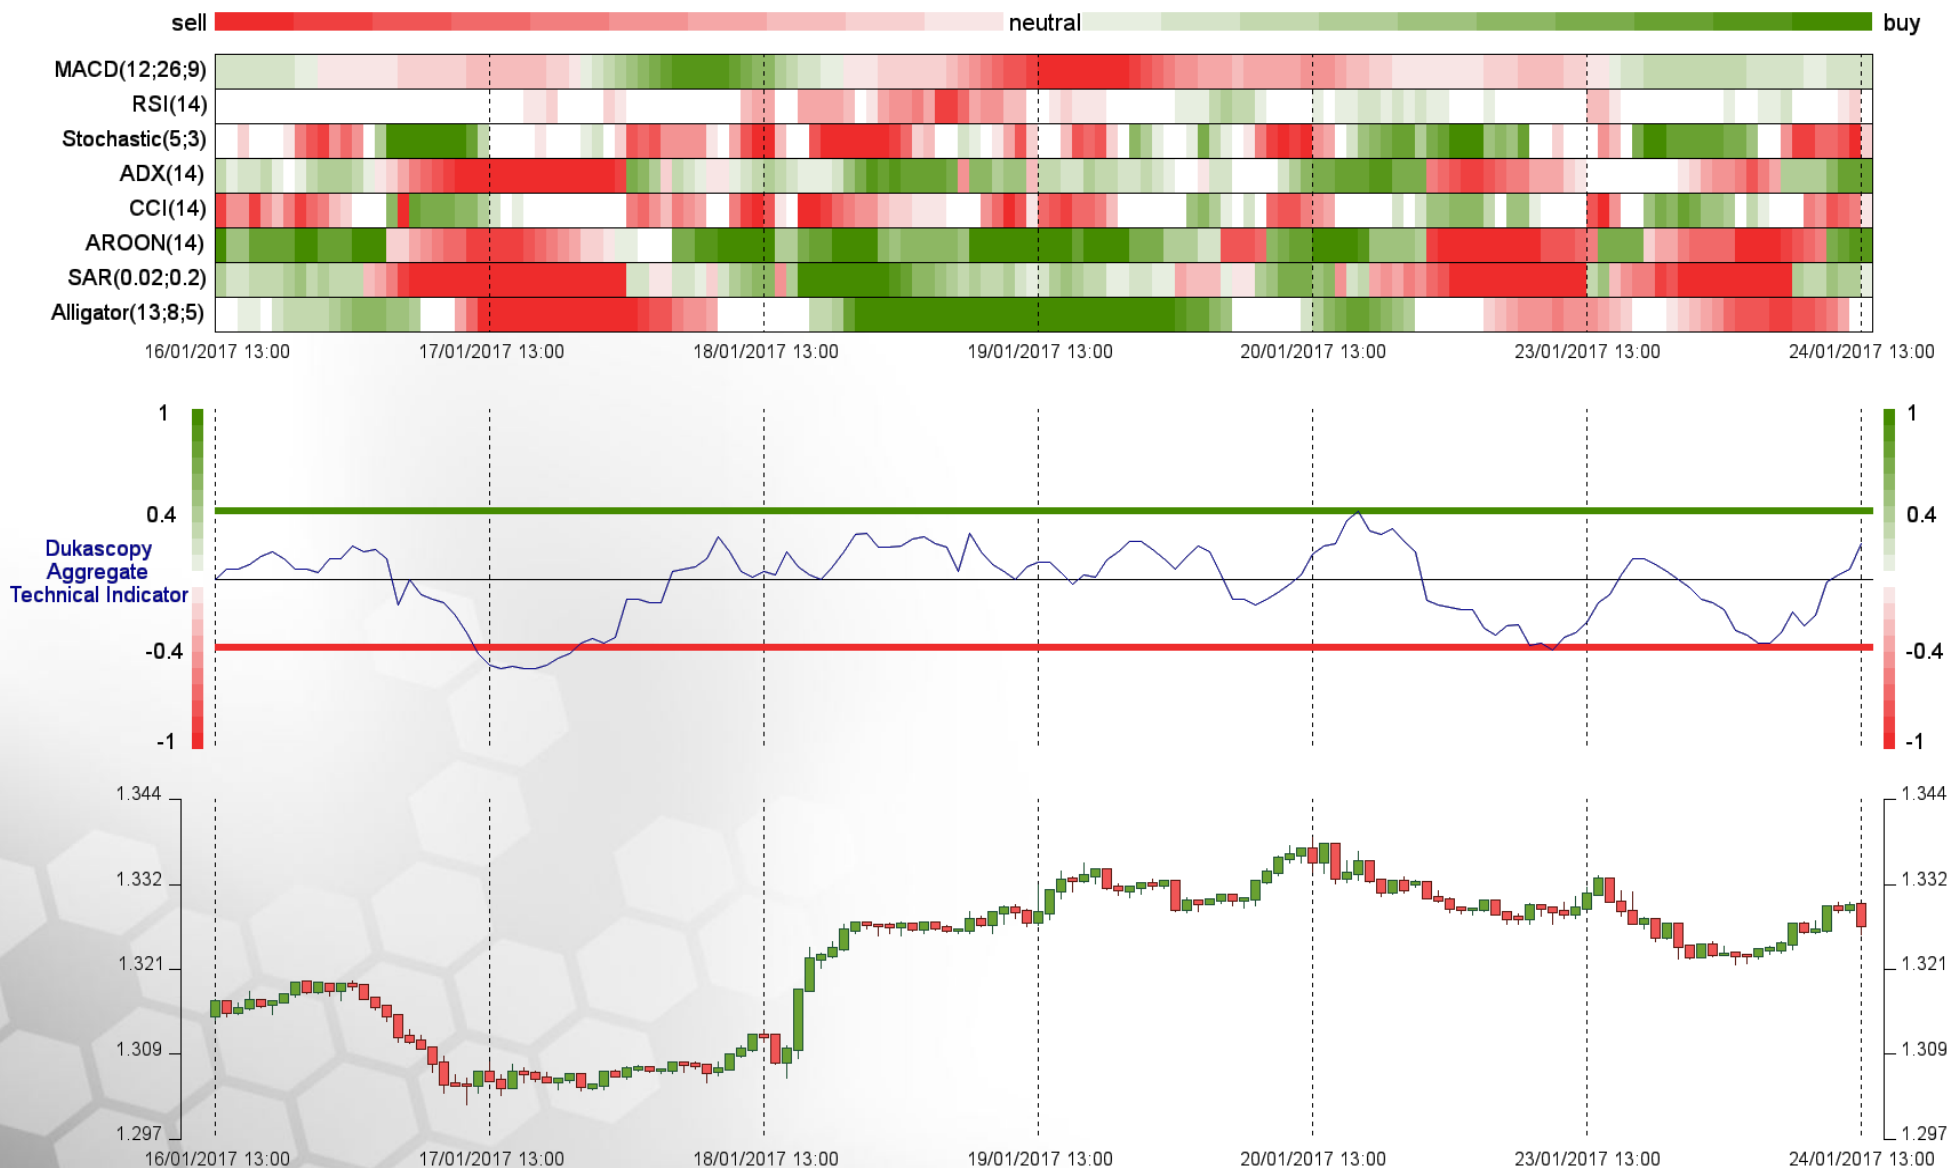 sell neutral buy
MACD(12;26;9)
RSI(14)
Stochastic(5;3)
ADX(14)
CCI(14)
AROON(14)
SAR(0.02;0.2)
Alligator(13;8;5)
16/01/2017 13:00 17/01/2017 13:00 18/01/2017 13:00 19/01/2017 13:00 20/01/2017 13:00 23/01/2017 13:00 24/01/2017 13:00
1 1
0.4 0.4
Dukascopy
Aggregate
Technical Indicator
-0.4 -0.4
-1 -1
1.344 1.344
1.332 1.332
1.321 1.321
1.309 1.309
1.297 1.297
16/01/2017 13:00 17/01/2017 13:00 18/01/2017 13:00 19/01/2017 13:00 20/01/2017 13:00 23/01/2017 13:00 24/01/2017 13:00